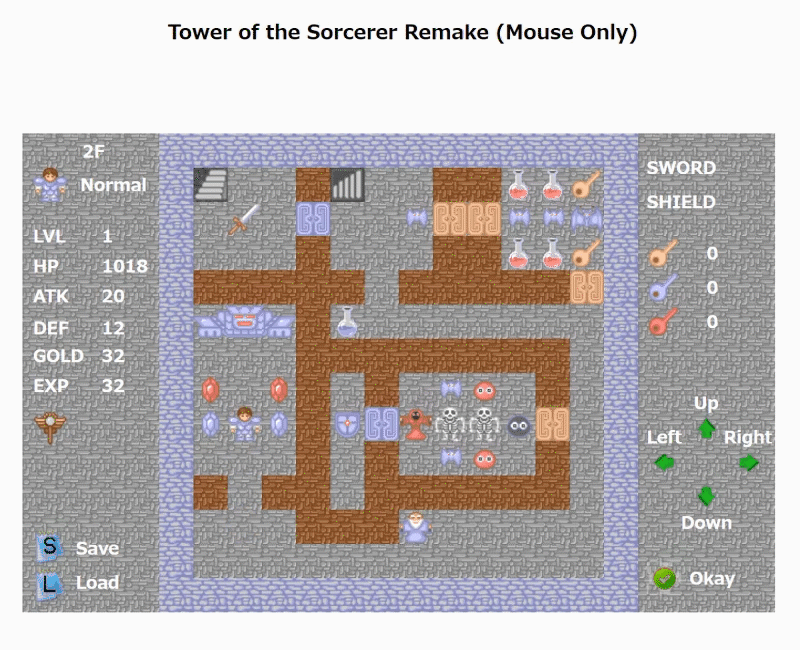 Tower of the Sorcerer Remake (Mouse Only)
2F
Normal
LVL 1
HP 1018
ATK 20
DEF 12
GOLD 32
EXP 32
S Save
L Load
SWORD
SHIELD
0
0
0
Up
Left Right
Down
Okay